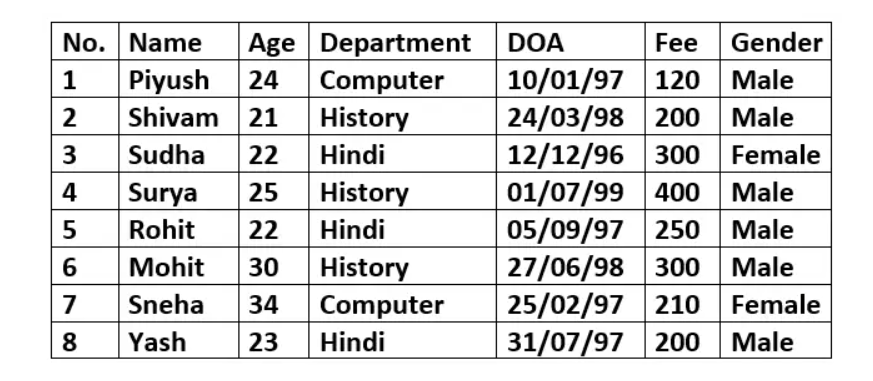 No. Name Age Department DOA Fee Gender
1 Piyush 24 Computer 10/01/97 120 Male
2 Shivam 21 History 24/03/98 200 Male
3 Sudha 22 Hindi 12/12/96 300 Female
4 Surya 25 History 01/07/99 400 Male
5 Rohit 22 Hindi 05/09/97 250 Male
6 Mohit 30 History 27/06/98 300 Male
7 Sneha 34 Computer 25/02/97 210 Female
8 Yash 23 Hindi 31/07/97 200 Male